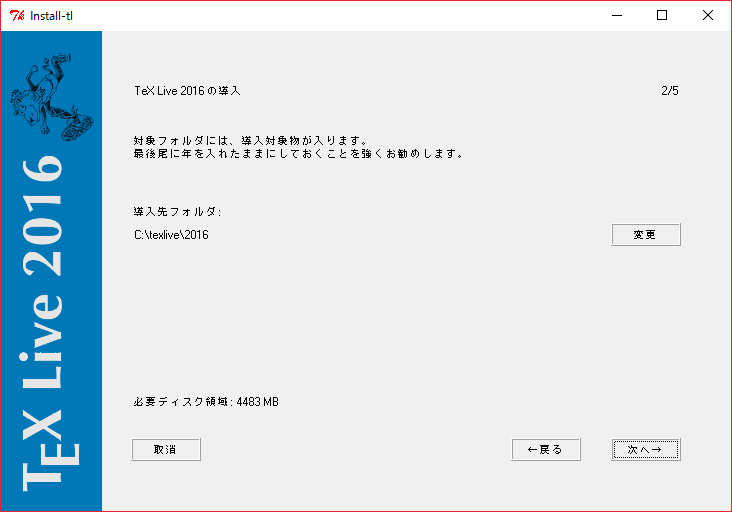 Install-tl
TeX Live 2016
TeX Live 2016 の導入
2/5
対象フォルダには、導入対象物が入ります。
最後尾に年を入れたままにしておくことを強くお勧めします。
導入先フォルダ:
C:\texlive\2016
変更
必要ディスク領域: 4483 MB
取消
←戻る
次へ→